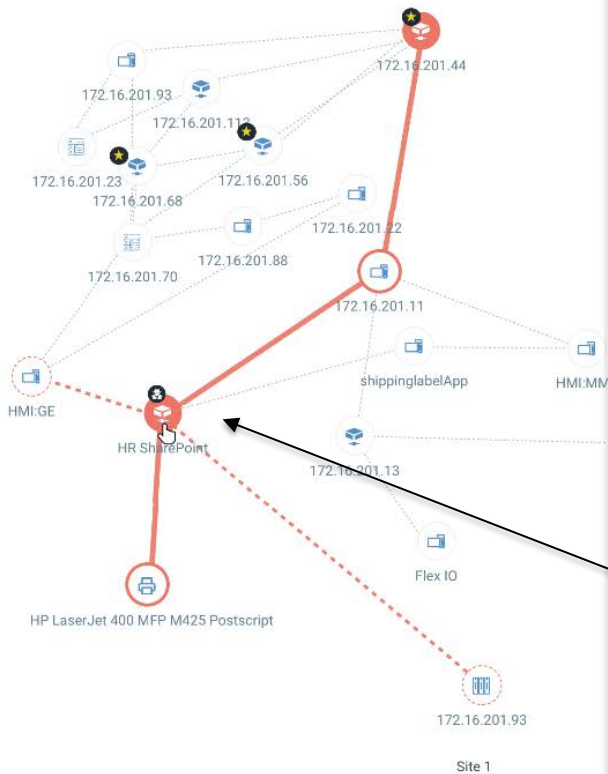 172.16.201.44
172.16.201.93
172.16.201.113
172.16.201.23
172.16.201.56
172.16.201.68
172.16.201.22
172.16.201.88
172.16.201.70
172.16.201.11
shippinglabelApp
HMI:MM
HMI:GE
HR SharePoint
172.16.201.13
Flex IO
HP LaserJet 400 MFP M425 Postscript
172.16.201.93
Site 1